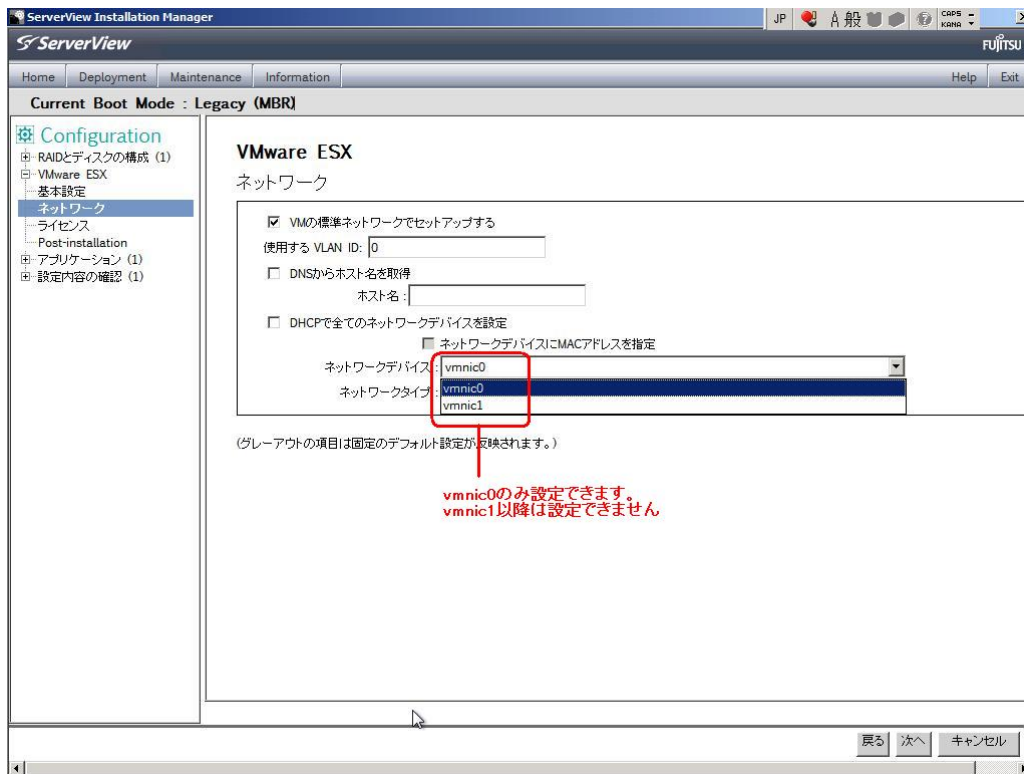 ServerView Installation Manager
JP
A 般
CAPS
KANA
ServerView
FUJITSU
Home Deployment Maintenance Information Help Exit
Current Boot Mode : Legacy (MBR)
Configuration
RAIDとディスクの構成 (1)
VMware ESX
基本設定
ネットワーク
ライセンス
Post-installation
アプリケーション (1)
設定内容の確認 (1)
VMware ESX
ネットワーク
VMの標準ネットワークでセットアップする
使用する VLAN ID: 0
DNSからホスト名を取得
ホスト名 :
DHCPで全てのネットワークデバイスを設定
ネットワークデバイスにMACアドレスを指定
ネットワークデバイス : vmnic0
ネットワークタイプ : vmnic0
vmnic1
(グレーアウトの項目は固定のデフォルト設定が反映されます。)
vmnic0のみ設定できます。
vmnic1以降は設定できません
戻る 次へ キャンセル